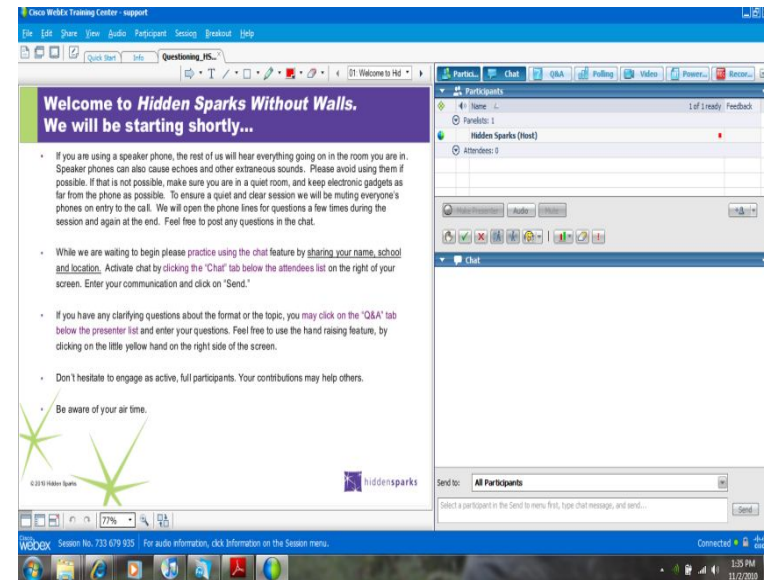 Cisco WebEx Training Center - support
File Edit Share View Audio Participant Session Breakout Help
Quick Start Info Questioning_HS...
01: Welcome to Hid
Welcome to Hidden Sparks Without Walls.
We will be starting shortly...
• If you are using a speaker phone, the rest of us will hear everything going on in the room you are in.
Speaker phones can also cause echoes and other extraneous sounds. Please avoid using them if
possible. If that is not possible, make sure you are in a quiet room, and keep electronic gadgets as
far from the phone as possible. To ensure a quiet and clear session we will be muting everyone's
phones on entry to the call. We will open the phone lines for questions a few times during the
session and again at the end. Feel free to post any questions in the chat.
• While we are waiting to begin please practice using the chat feature by sharing your name, school
and location. Activate chat by clicking the "Chat" tab below the attendees list on the right of your
screen. Enter your communication and click on "Send."
• If you have any clarifying questions about the format or the topic, you may click on the "Q&A" tab
below the presenter list and enter your questions. Feel free to use the hand raising feature, by
clicking on the little yellow hand on the right side of the screen.
• Don't hesitate to engage as active, full participants. Your contributions may help others.
• Be aware of your air time.
© 2010 Hidden Sparks
hiddensparks
77%
Partici... Chat Q&A Polling Video Power... Recor...
Participants
Name 1 of 1 ready Feedback
Panelists: 1
Hidden Sparks (Host)
Attendees: 0
Make Presenter Audio Mute
Chat
Send to: All Participants
Select a participant in the Send to menu first, type chat message, and send...
Send
Cisco WebEx Session No. 733 679 935 For audio information, click Information on the Session menu. Connected
1:35 PM
11/2/2010